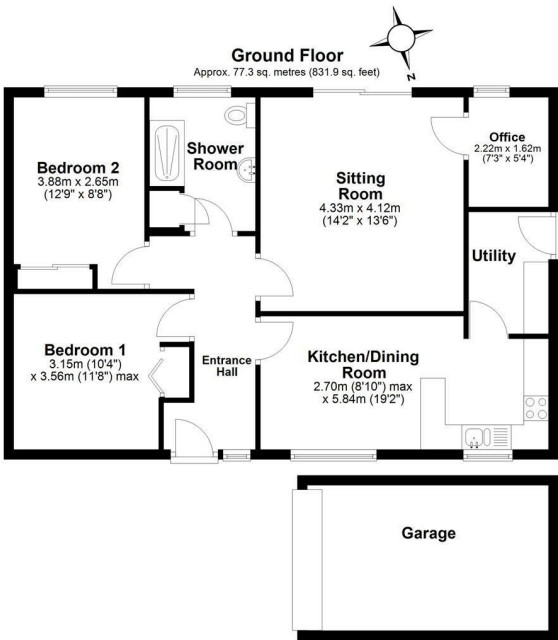 Ground Floor
Approx. 77.3 sq. metres (831.9 sq. feet)
N
Bedroom 2
3.88m x 2.65m
(12'9" x 8'8")
Shower
Room
Sitting
Room
4.33m x 4.12m
(14'2" x 13'6")
Office
2.22m x 1.62m
(7'3" x 5'4")
Utility
Bedroom 1
3.15m (10'4")
x 3.56m (11'8") max
Entrance
Hall
Kitchen/Dining
Room
2.70m (8'10") max
x 5.84m (19'2")
Garage